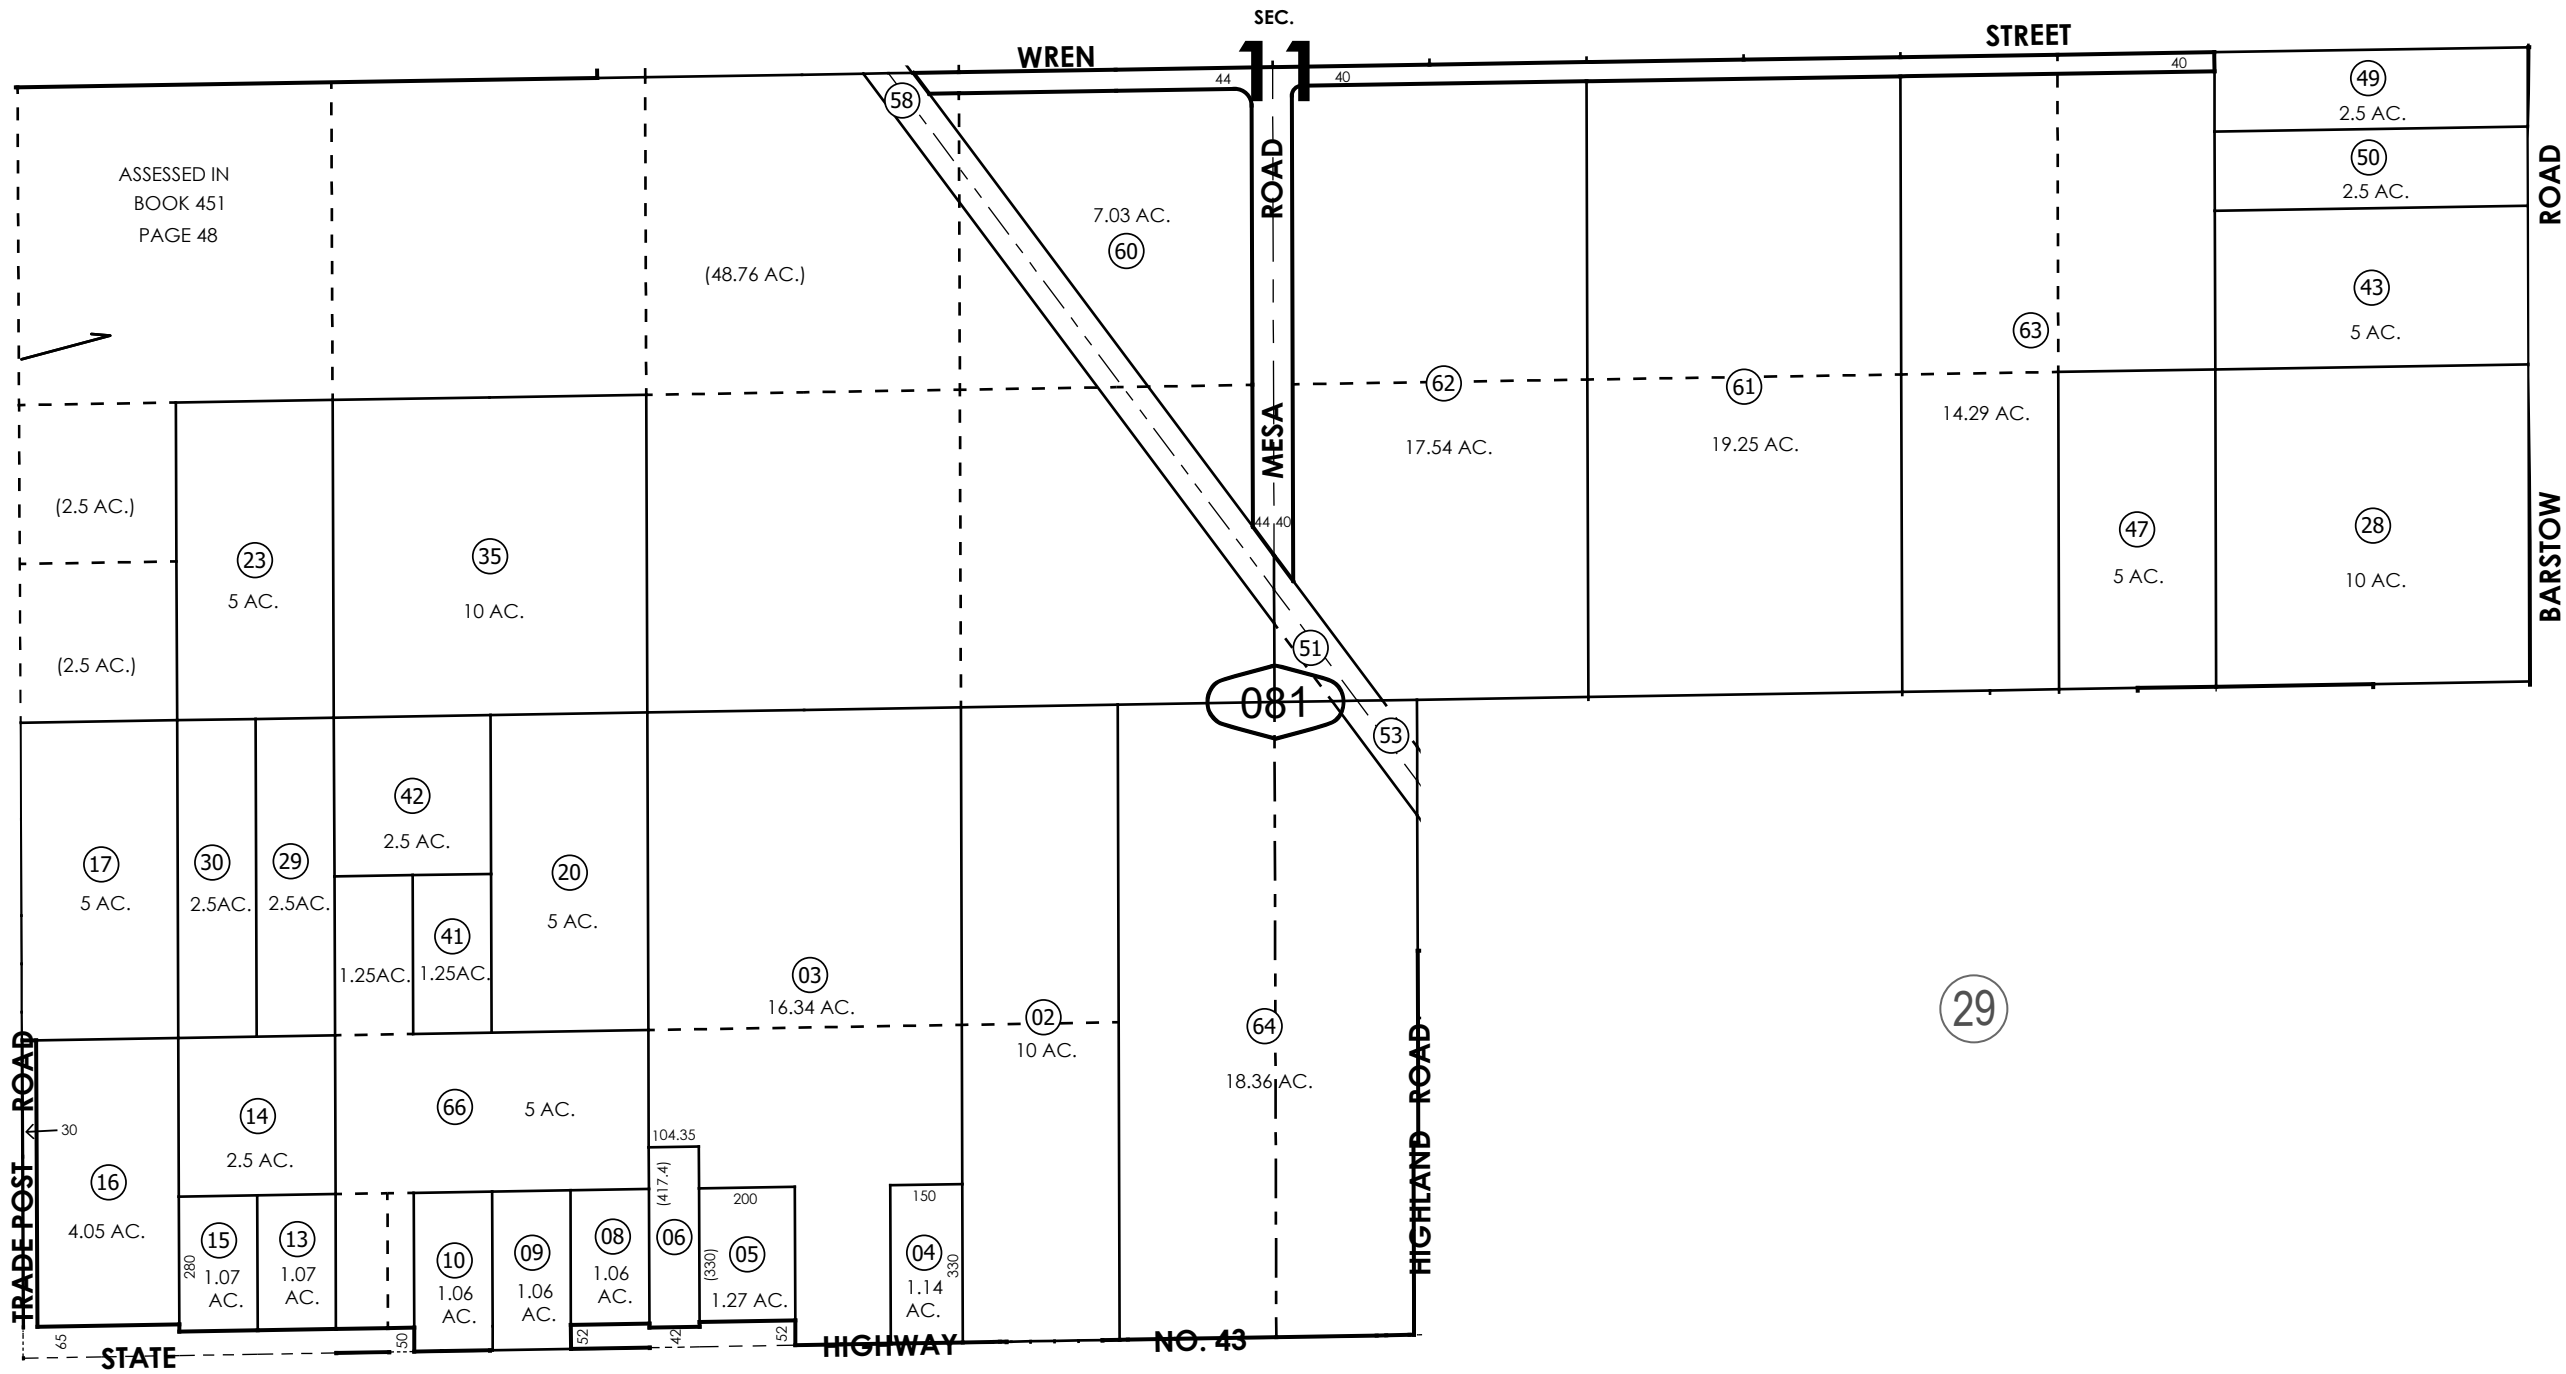 SEC.
11
WREN
STREET
44
40
40
58
49
2.5 AC.
50
2.5 AC.
ROAD
ASSESSED IN
BOOK 451
PAGE 48
(48.76 AC.)
7.03 AC.
60
ROAD
MESA
43
5 AC.
63
62
17.54 AC.
61
19.25 AC.
14.29 AC.
(2.5 AC.)
23
5 AC.
35
10 AC.
44
40
47
5 AC.
28
10 AC.
BARSTOW
(2.5 AC.)
51
081
53
17
5 AC.
30
2.5AC.
29
2.5AC.
42
2.5 AC.
20
5 AC.
1.25AC.
41
1.25AC.
03
16.34 AC.
02
10 AC.
64
18.36 AC.
29
TRADE POST ROAD
30
HIGHLAND ROAD
14
2.5 AC.
66
5 AC.
104.35
(417.4)
16
4.05 AC.
280
15
1.07
AC.
13
1.07
AC.
10
1.06
AC.
09
1.06
AC.
08
1.06
AC.
06
200
(330)
05
1.27 AC.
150
04
330
1.14
AC.
65
50
52
42
52
STATE
HIGHWAY
NO. 43